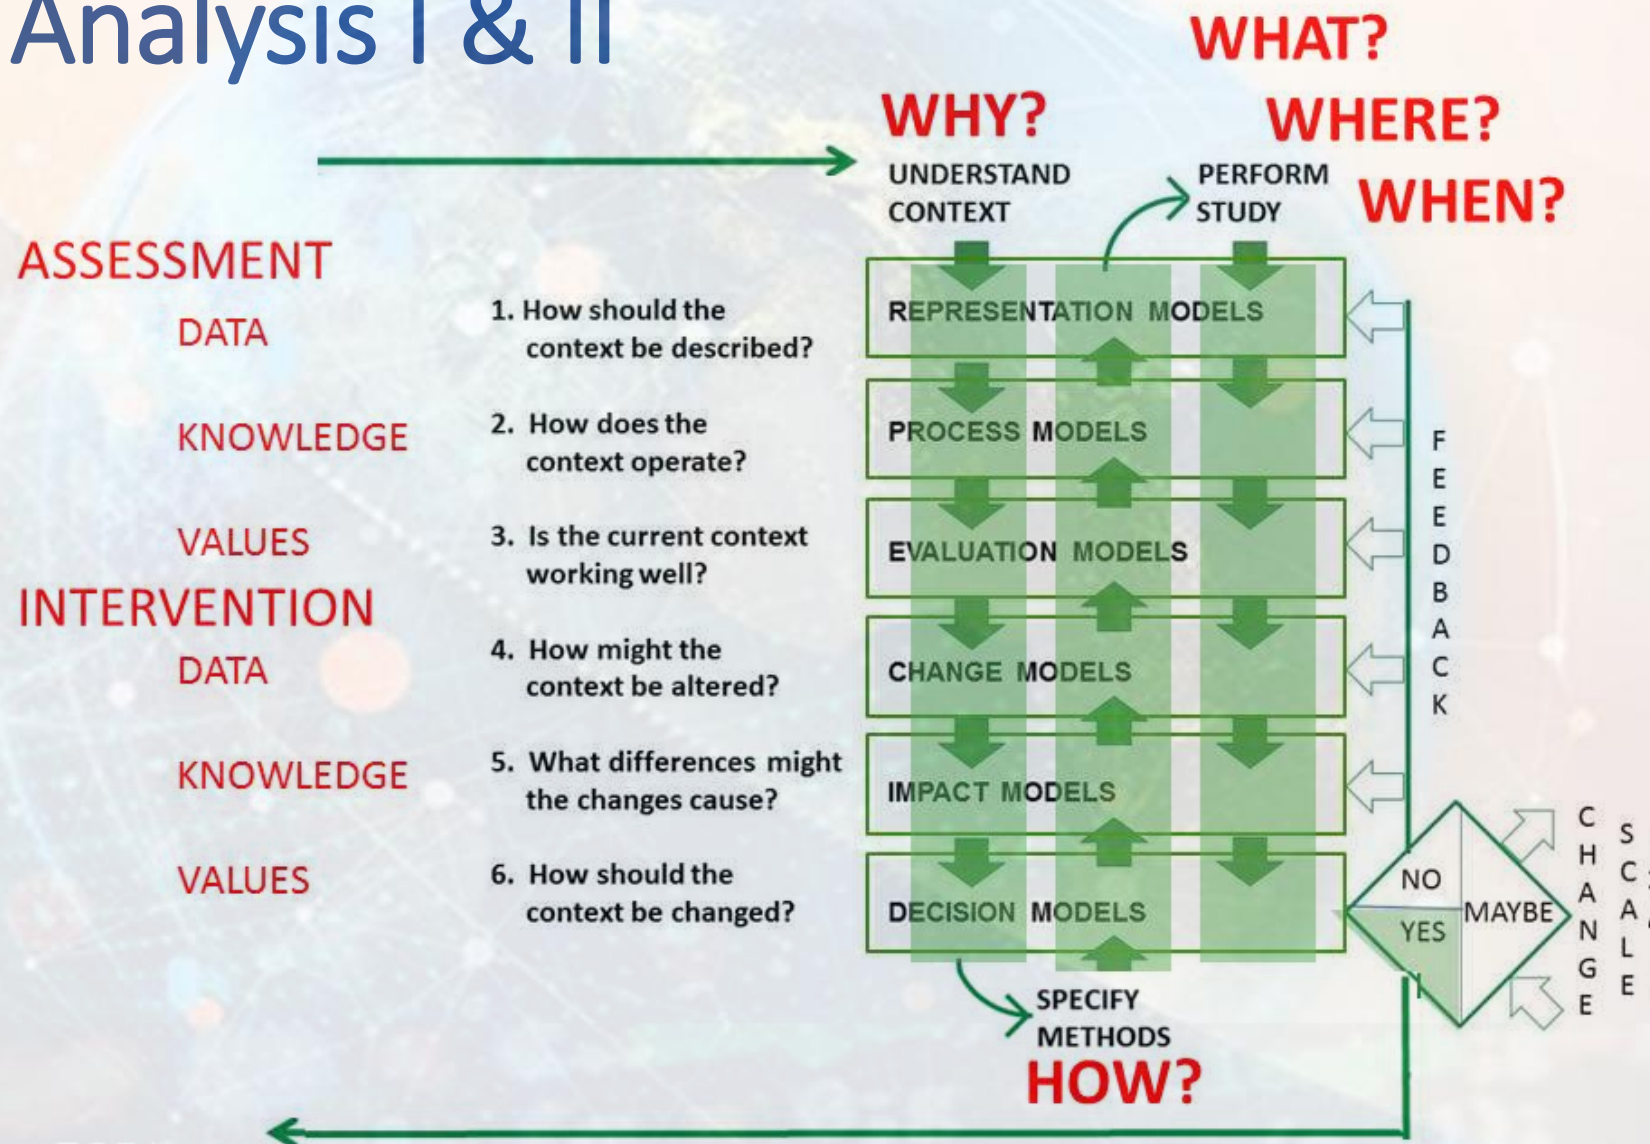 Analysis I & II
WHAT?
WHY?
WHERE?
WHEN?
UNDERSTAND
CONTEXT
PERFORM
STUDY
ASSESSMENT
DATA
1. How should the
context be described?
REPRESENTATION MODELS
KNOWLEDGE
2. How does the
context operate?
PROCESS MODELS
VALUES
3. Is the current context
working well?
EVALUATION MODELS
INTERVENTION
DATA
4. How might the
context be altered?
CHANGE MODELS
KNOWLEDGE
5. What differences might
the changes cause?
IMPACT MODELS
VALUES
6. How should the
context be changed?
DECISION MODELS
FEEDBACK
NO
YES
MAYBE
CHANGE
SCALE
SPECIFY
METHODS
HOW?